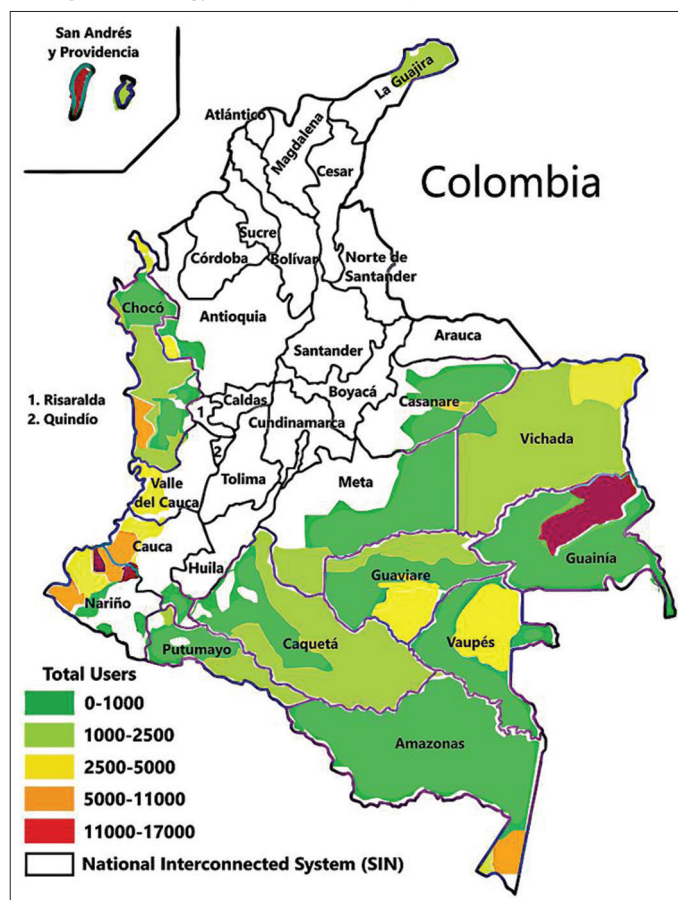 San Andrés
y Providencia
La Guajira
Atlántico
Magdalena
Cesar
Colombia
Sucre
Córdoba
Bolívar
Norte de
Santander
Chocó
Antioquia
Arauca
Santander
1. Risaralda
2. Quindío
Caldas
Boyacá
Casanare
1
Cundinamarca
Vichada
2
Valle
del Cauca
Tolima
Meta
Cauca
Guainía
Huila
Guaviare
Nariño
Putumayo
Caquetá
Vaupés
Amazonas
Total Users
0-1000
1000-2500
2500-5000
5000-11000
11000-17000
National Interconnected System (SIN)